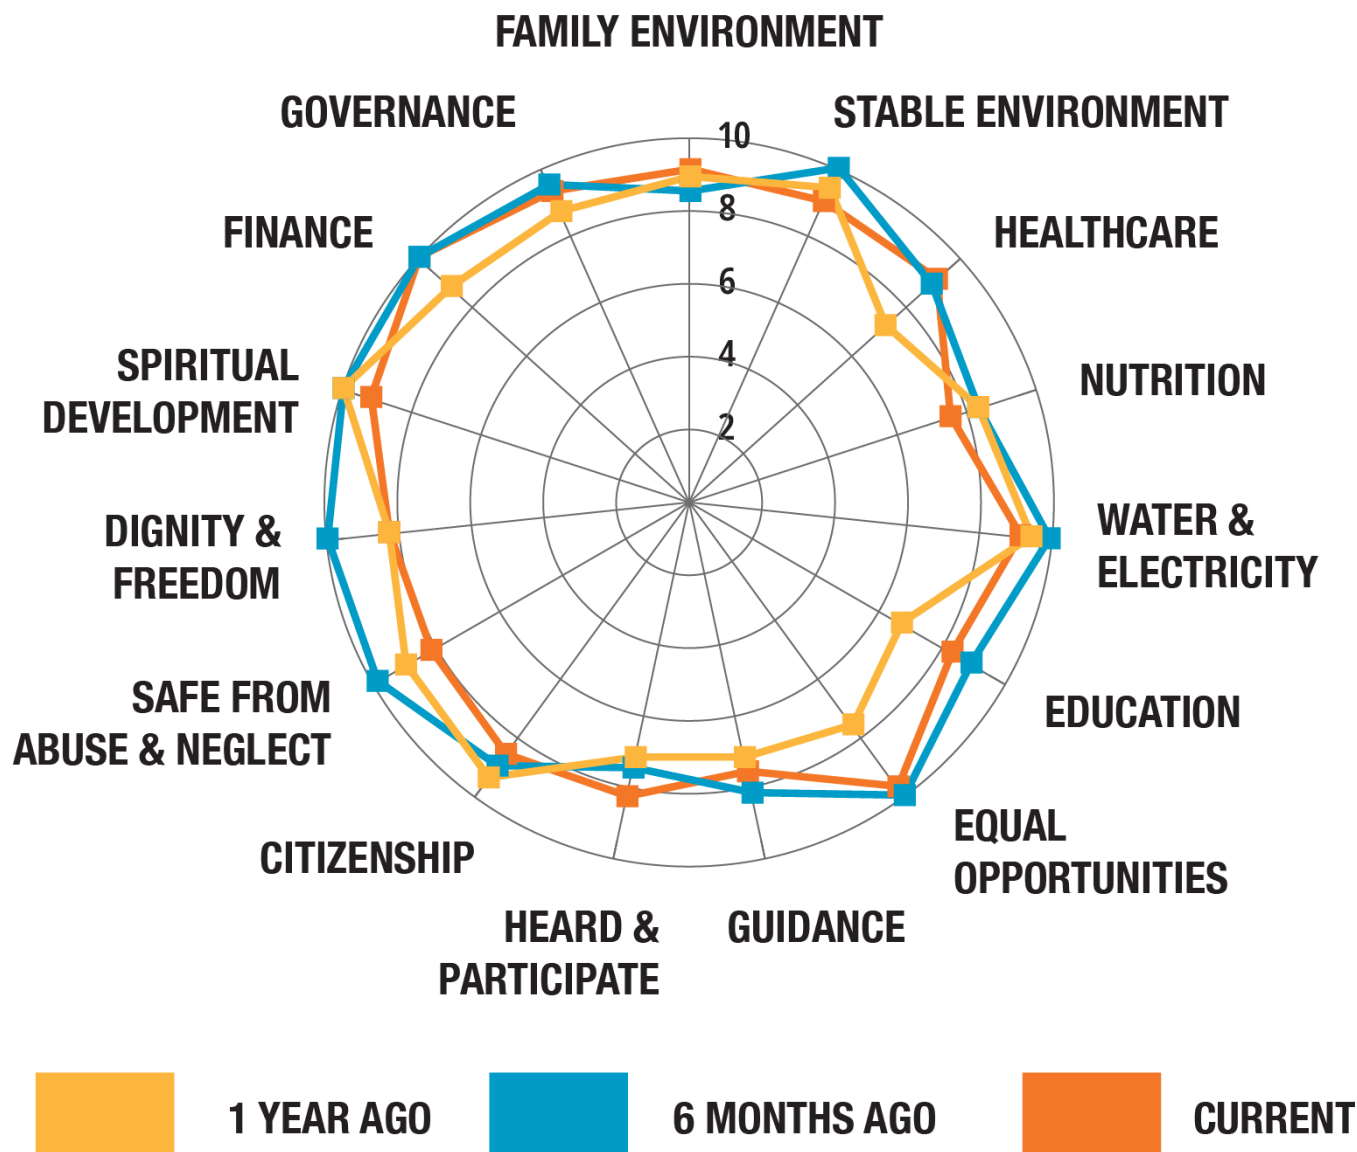 FAMILY ENVIRONMENT
GOVERNANCE
STABLE ENVIRONMENT
10
FINANCE
HEALTHCARE
8
6
SPIRITUAL
DEVELOPMENT
4
NUTRITION
2
DIGNITY &
FREEDOM
WATER &
ELECTRICITY
SAFE FROM
ABUSE & NEGLECT
EDUCATION
CITIZENSHIP
EQUAL
OPPORTUNITIES
HEARD &
PARTICIPATE
GUIDANCE
1 YEAR AGO
6 MONTHS AGO
CURRENT